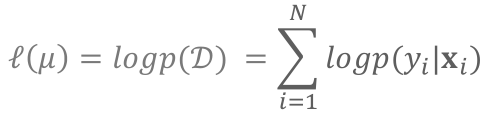 ℓ(μ) = logp(𝒟) = ∑_{i=1}^{N} logp(y_i|𝐱_i)